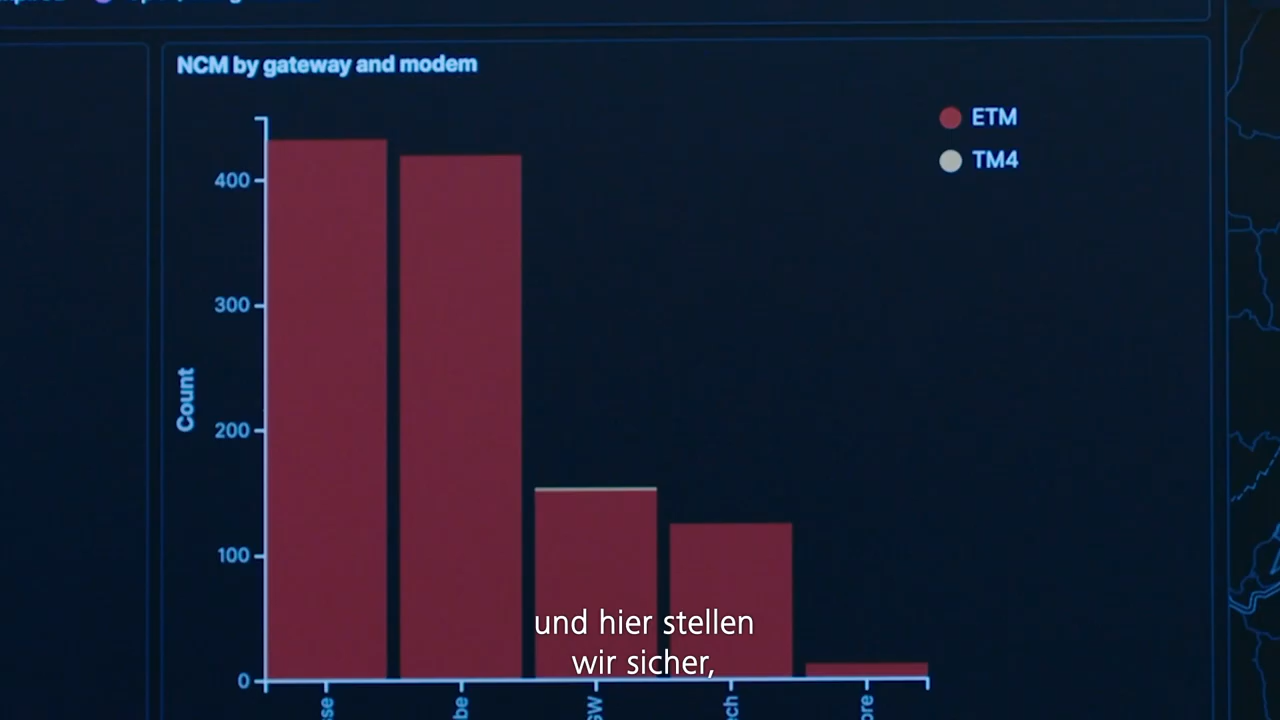 NCM by gateway and modem
ETM
TM4
400
300
200
100
0
Count
und hier stellen
wir sicher,